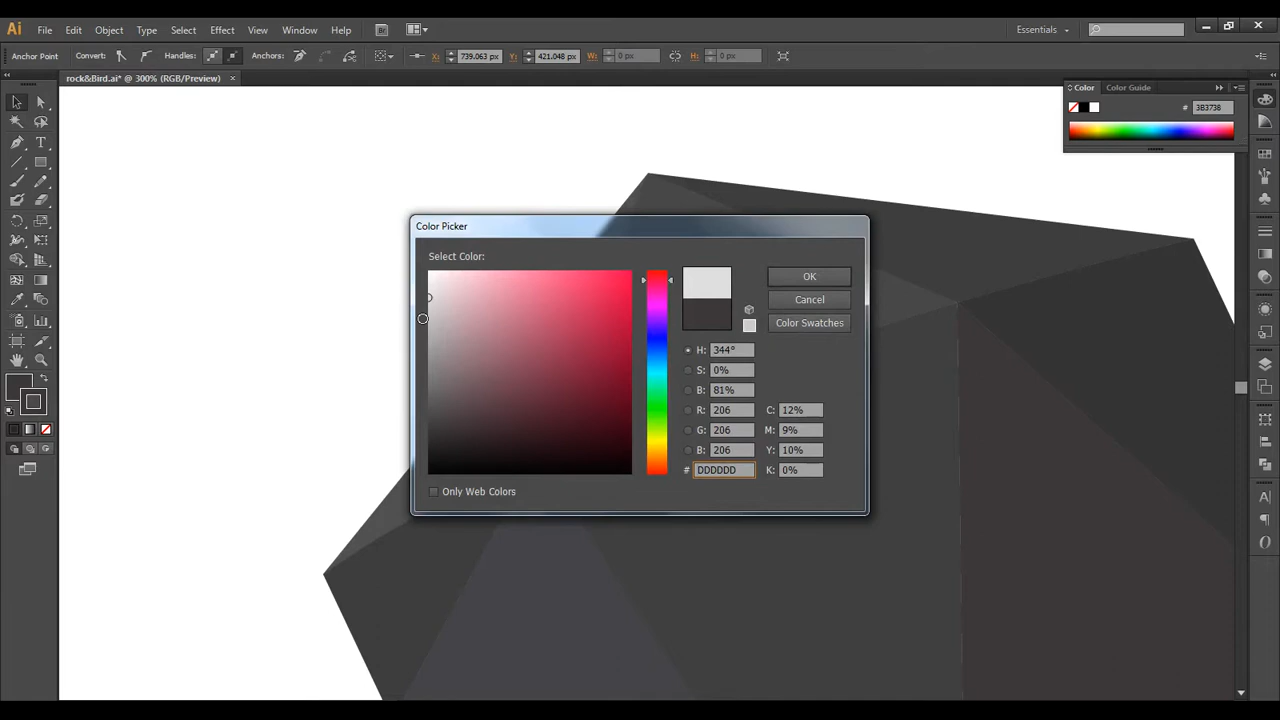 Ai File Edit Object Type Select Effect View Window Help Essentials
Anchor Point Convert: Handles: Anchors: X: 739.063 px Y: 421.048 px W: 0 px H: 0 px
rock&Bird.ai* @ 300% (RGB/Preview) ×
Color Color Guide
# 3B3738
Color Picker
Select Color:
OK
Cancel
Color Swatches
H: 344°
S: 0%
B: 81%
R: 206 C: 12%
G: 206 M: 9%
B: 206 Y: 10%
# DDDDDD K: 0%
Only Web Colors